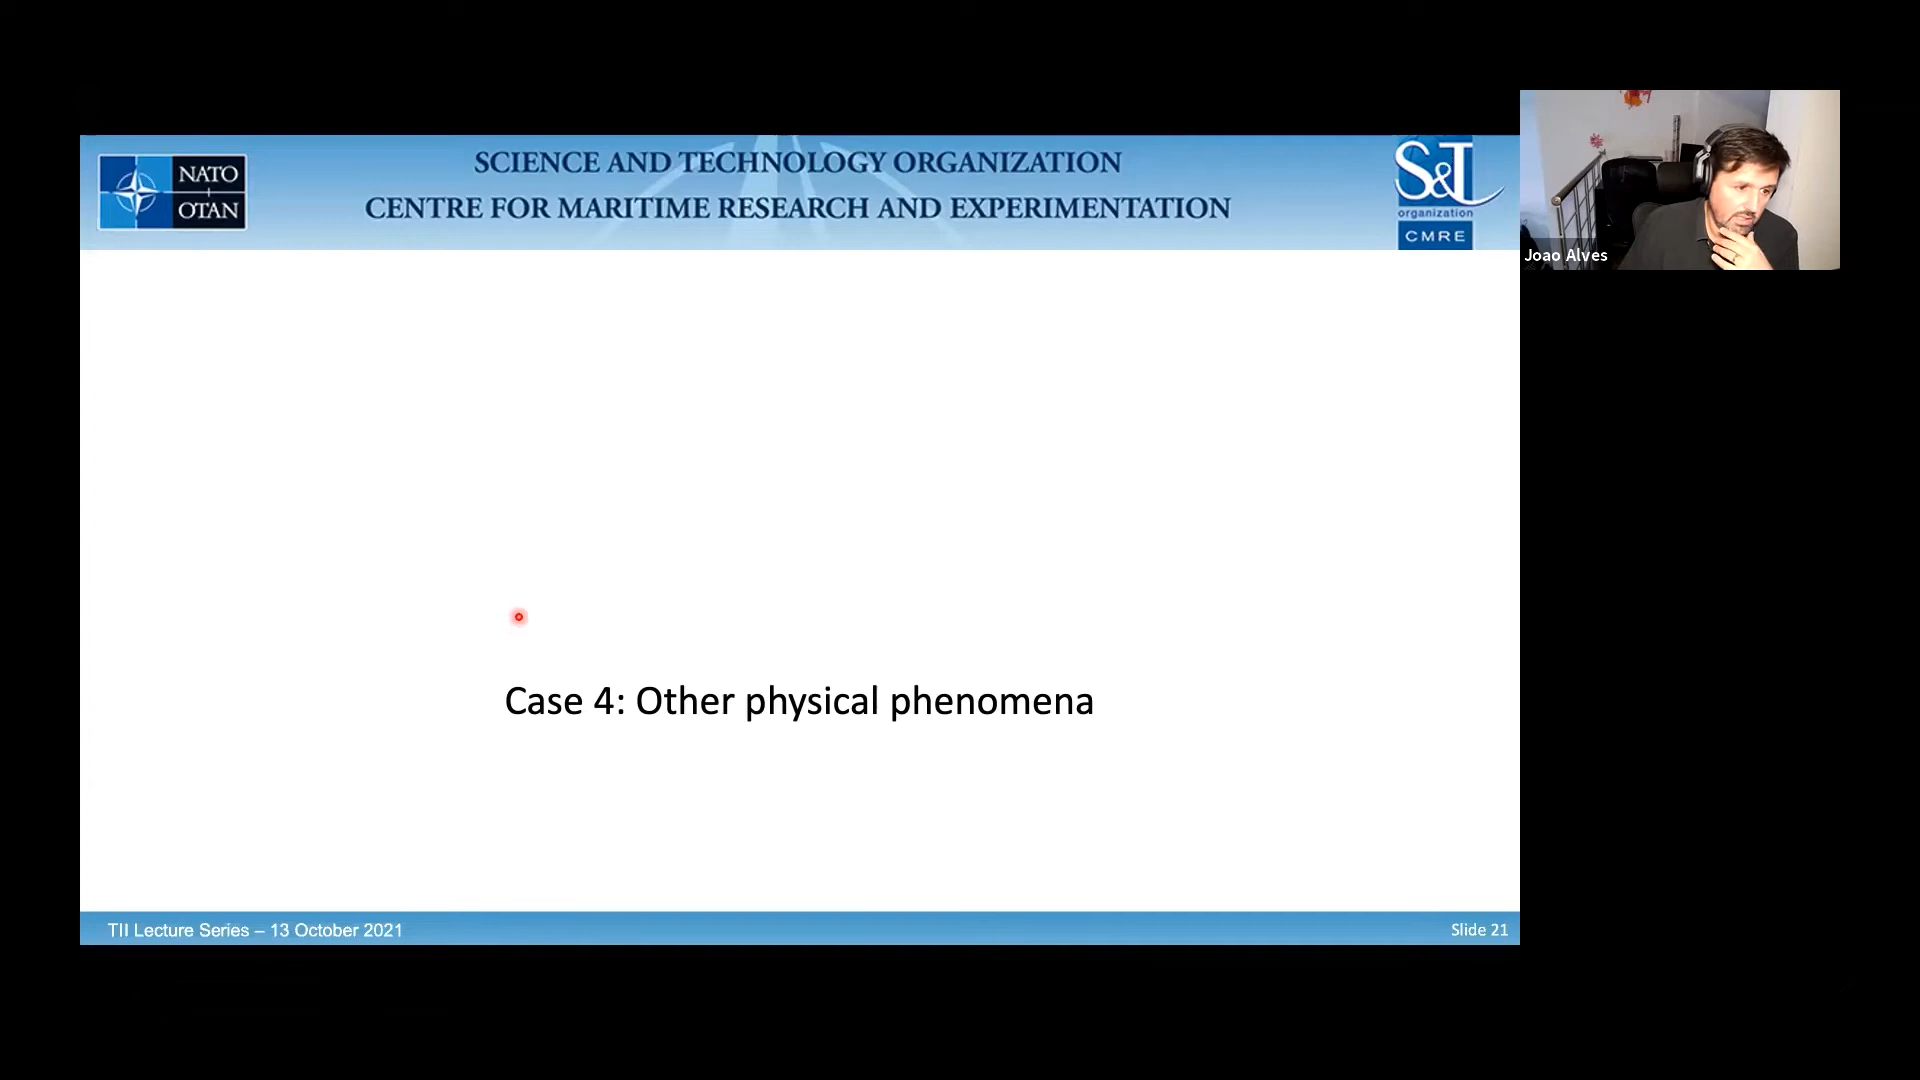 NATO
OTAN
SCIENCE AND TECHNOLOGY ORGANIZATION
CENTRE FOR MARITIME RESEARCH AND EXPERIMENTATION
S&T
organization
CMRE
Joao Alves
Case 4: Other physical phenomena
TII Lecture Series – 13 October 2021
Slide 21